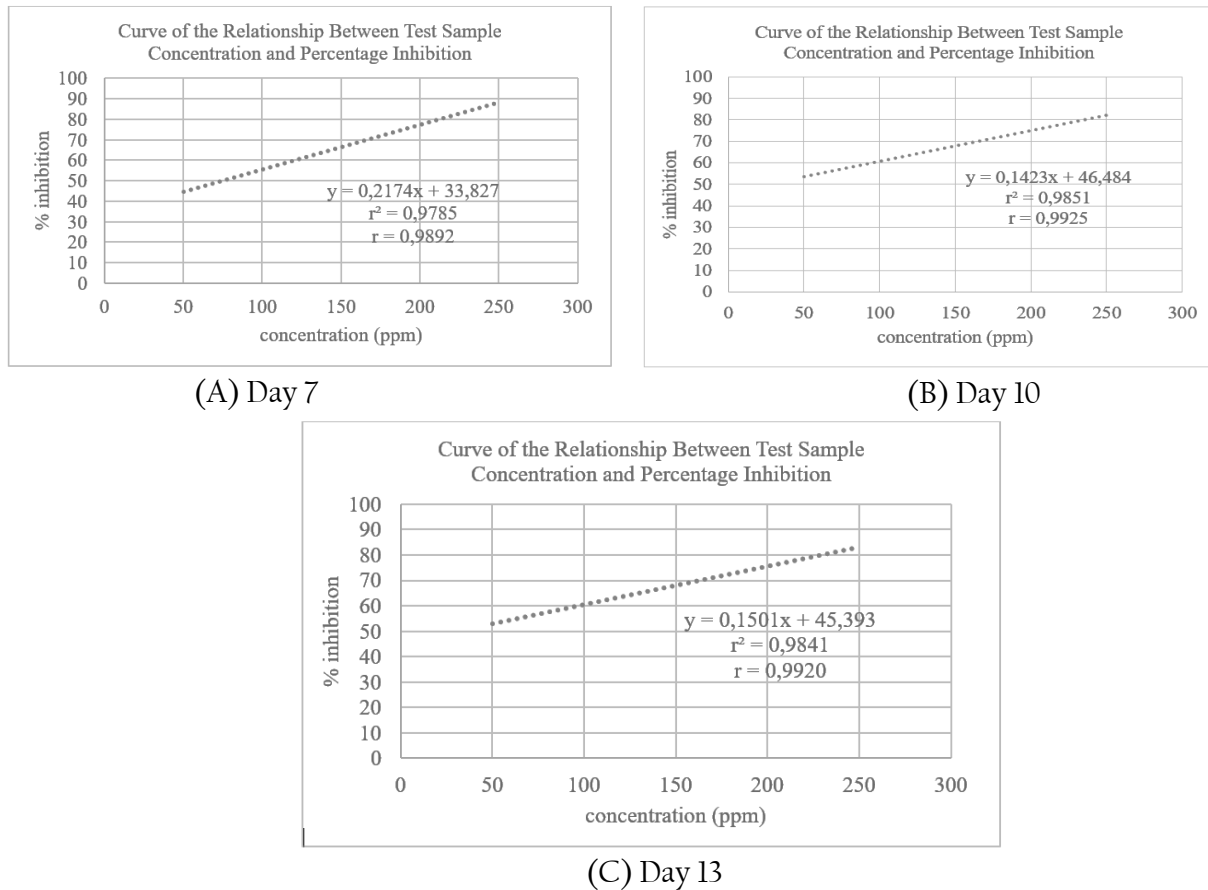 Curve of the Relationship Between Test Sample
Concentration and Percentage Inhibition
100
90
80
70
60
50
40
30
20
10
0
% inhibition
y = 0,2174x + 33,827
r² = 0,9785
r = 0,9892
0 50 100 150 200 250 300
concentration (ppm)
(A) Day 7
Curve of the Relationship Between Test Sample
Concentration and Percentage Inhibition
100
90
80
70
60
50
40
30
20
10
0
% inhibition
y = 0,1423x + 46,484
r² = 0,9851
r = 0,9925
0 50 100 150 200 250 300
concentration (ppm)
(B) Day 10
Curve of the Relationship Between Test Sample
Concentration and Percentage Inhibition
100
90
80
70
60
50
40
30
20
10
0
% inhibition
y = 0,1501x + 45,393
r² = 0,9841
r = 0,9920
0 50 100 150 200 250 300
concentration (ppm)
(C) Day 13